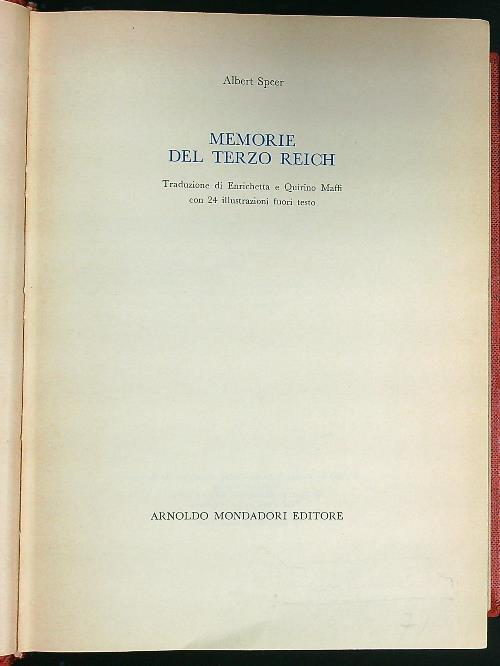 Albert Speer
MEMORIE
DEL TERZO REICH
Traduzione di Enrichetta e Quirino Maffi
con 24 illustrazioni fuori testo
ARNOLDO MONDADORI EDITORE